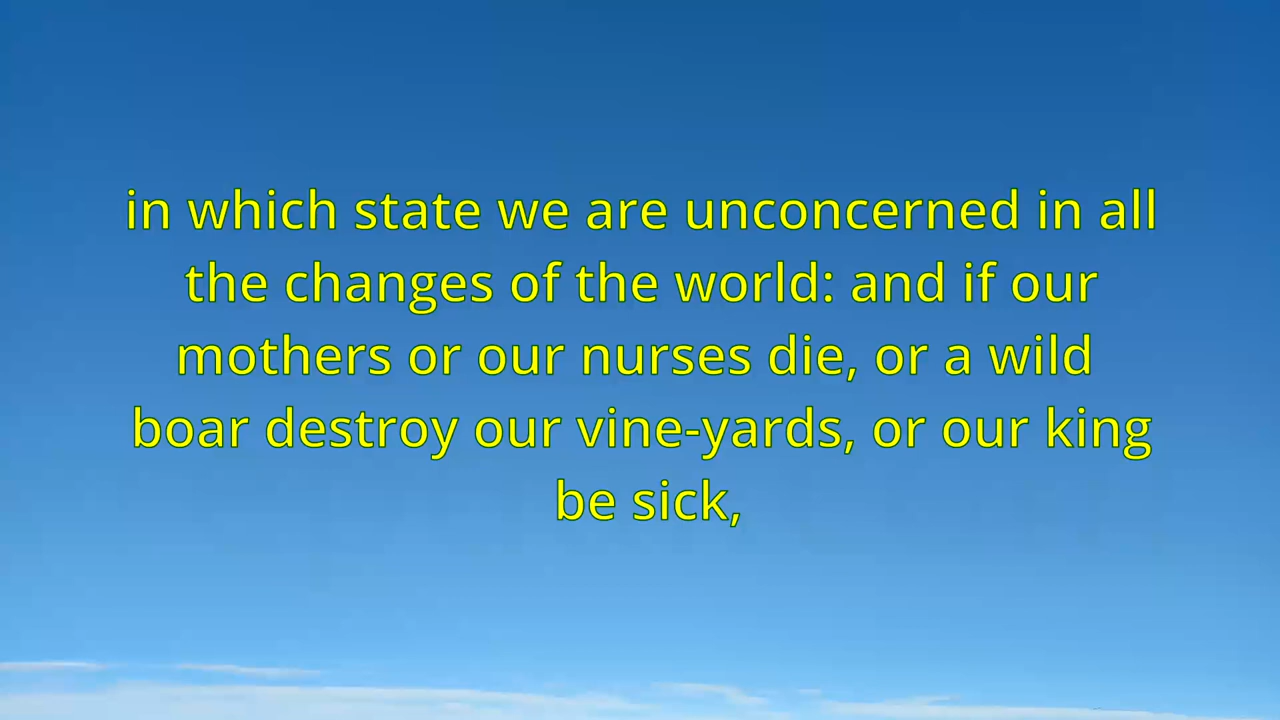 in which state we are unconcerned in all
the changes of the world: and if our
mothers or our nurses die, or a wild
boar destroy our vine-yards, or our king
be sick,